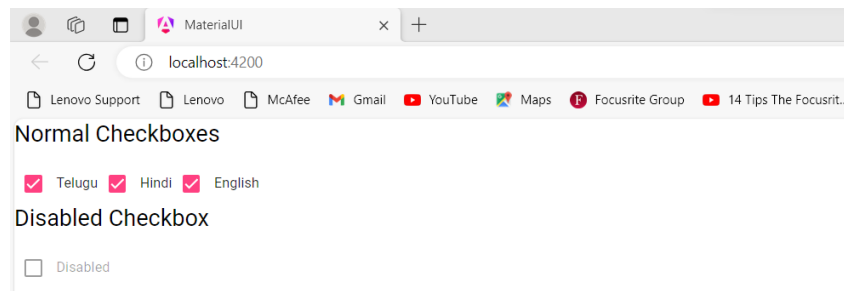 MaterialUI
localhost:4200
Lenovo Support Lenovo McAfee Gmail YouTube Maps Focusrite Group 14 Tips The Focusrit..
Normal Checkboxes
Telugu Hindi English
Disabled Checkbox
Disabled